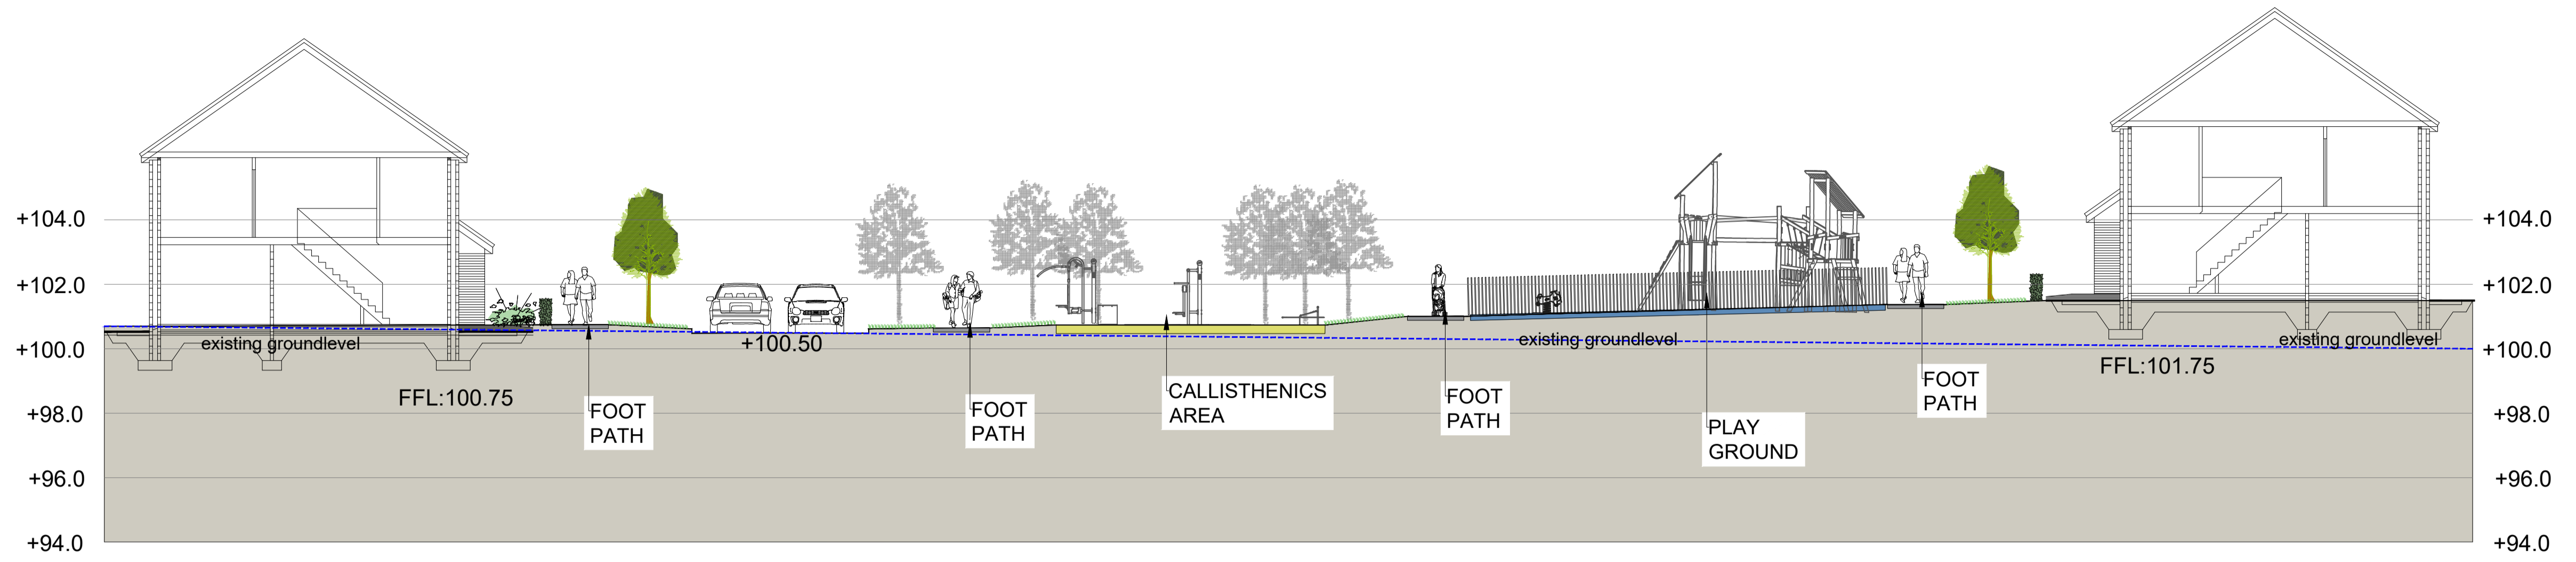 +104.0
+102.0
+100.0
+98.0
+96.0
+94.0
existing groundlevel
FFL:100.75
FOOT
PATH
+100.50
FOOT
PATH
CALLISTHENICS
AREA
FOOT
PATH
existing groundlevel
PLAY
GROUND
FOOT
PATH
FFL:101.75
existing groundlevel
+104.0
+102.0
+100.0
+98.0
+96.0
+94.0